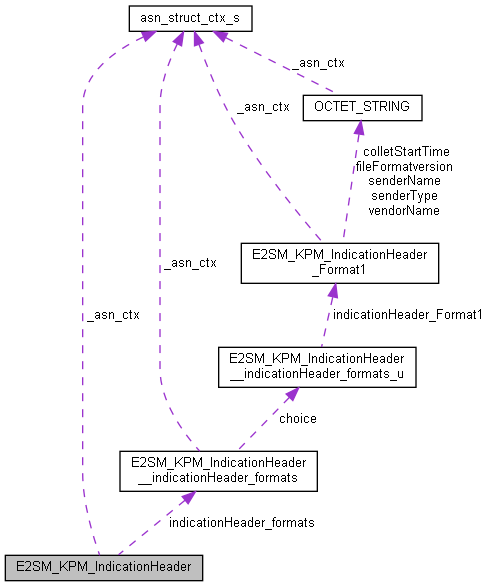 asn_struct_ctx_s
_asn_ctx
OCTET_STRING
_asn_ctx
colletStartTime
fileFormatversion
senderName
senderType
vendorName
E2SM_KPM_IndicationHeader
_Format1
_asn_ctx
_asn_ctx
indicationHeader_Format1
E2SM_KPM_IndicationHeader
__indicationHeader_formats_u
choice
E2SM_KPM_IndicationHeader
__indicationHeader_formats
indicationHeader_formats
E2SM_KPM_IndicationHeader